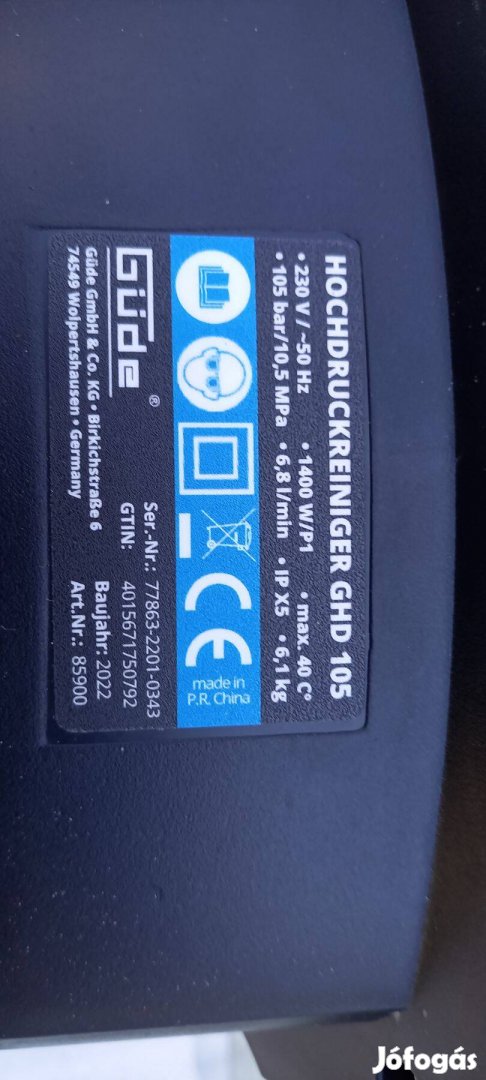 HOCHDRUCKREINIGER GHD 105
• 230 V / ~50 Hz • 1400 W/P1 • max. 40 C°
• 105 bar/10,5 MPa • 6,8 l/min • IP X5 • 6,1 kg
CE
made in
P.R. China
Güde ®
Güde GmbH & Co. KG • Birkichstraße 6
74549 Wolpertshausen • Germany
Ser.-Nr.: 77863-2201-0343
GTIN: 4015671750792
Baujahr: 2022
Art.Nr.: 85900
Jófogás